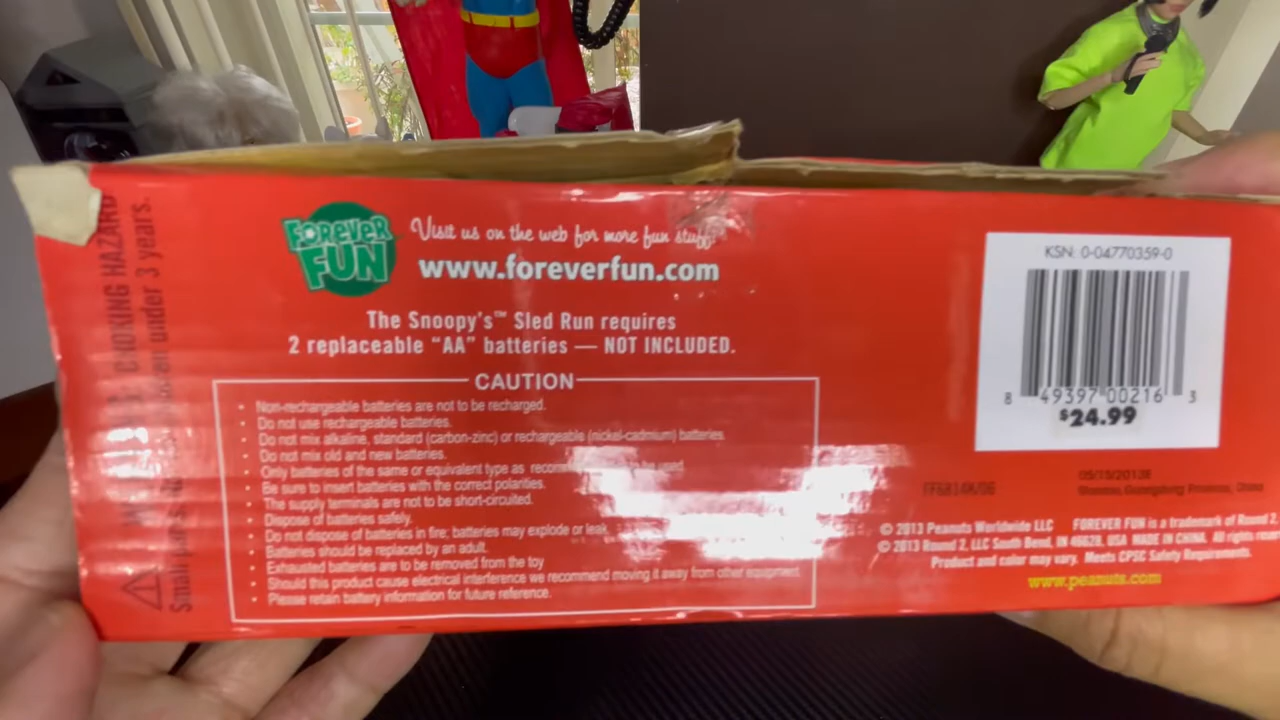 FOREVER
FUN
Visit us on the web for more fun stuff!
www.foreverfun.com
The Snoopy's™ Sled Run requires
2 replaceable "AA" batteries — NOT INCLUDED.
CAUTION
• Non-rechargeable batteries are not to be recharged.
• Do not use rechargeable batteries.
• Do not mix alkaline, standard (carbon-zinc) or rechargeable (nickel-cadmium) batteries.
• Do not mix old and new batteries.
• Only batteries of the same or equivalent type as be used.
• Be sure to insert batteries with the correct polarities.
• The supply terminals are not to be short-circuited.
• Dispose of batteries safely.
• Do not dispose of batteries in fire; batteries may explode or leak.
• Batteries should be replaced by an adult.
• Exhausted batteries are to be removed from the toy
• Should this product cause electrical interference we recommend moving it away from other equipment.
• Please retain battery information for future reference.
CHOKING HAZARD
Small under 3 years.
KSN: 0-04770359-0
8 49397 00216 3
$24.99
© 2013 Peanuts Worldwide LLC FOREVER FUN is a trademark of Round 2,
© 2013 Round 2, LLC South Bend, IN 46628, USA MADE IN CHINA. All rights
Product and color may vary. Meets CPSC Safety Requirements.
www.peanuts.com